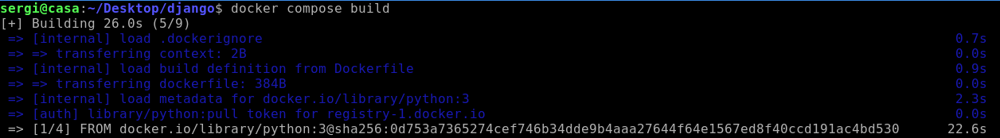 sergi@casa:~/Desktop/django$ docker compose build
[+] Building 26.0s (5/9)
=> [internal] load .dockerignore 0.7s
=> => transferring context: 2B 0.0s
=> [internal] load build definition from Dockerfile 0.9s
=> => transferring dockerfile: 384B 0.0s
=> [internal] load metadata for docker.io/library/python:3 2.3s
=> [auth] library/python:pull token for registry-1.docker.io 0.0s
=> [1/4] FROM docker.io/library/python:3@sha256:0d753a7365274cef746b34dde9b4aaa27644f64e1567ed8f40ccd191ac4bd530 22.6s